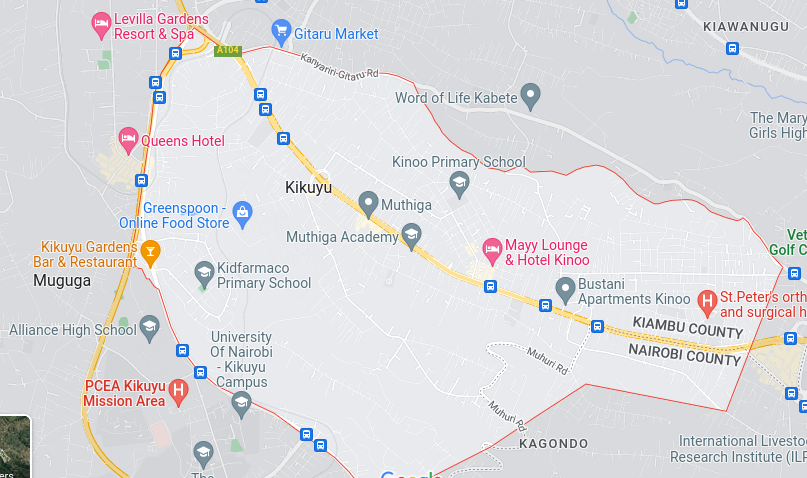 Levilla Gardens
Resort & Spa
KIAWANUGU
Gitaru Market
A104
Kanyariri-Gitaru Rd
Word of Life Kabete
The Mary
Girls High
Queens Hotel
Kinoo Primary School
Kikuyu
Muthiga
Greenspoon -
Online Food Store
Muthiga Academy
Mayy Lounge
& Hotel Kinoo
Vet
Golf C
Kikuyu Gardens
Bar & Restaurant
Muguga
Kidfarmaco
Primary School
Bustani
Apartments Kinoo
St.Peter's orth
and surgical h
KIAMBU COUNTY
NAIROBI COUNTY
Alliance High School
University
Of Nairobi
- Kikuyu
Campus
Muhuri Rd
PCEA Kikuyu
Mission Area
Muhuri Rd
KAGONDO
International Livesto
Research Institute (ILR
The
Google
ers